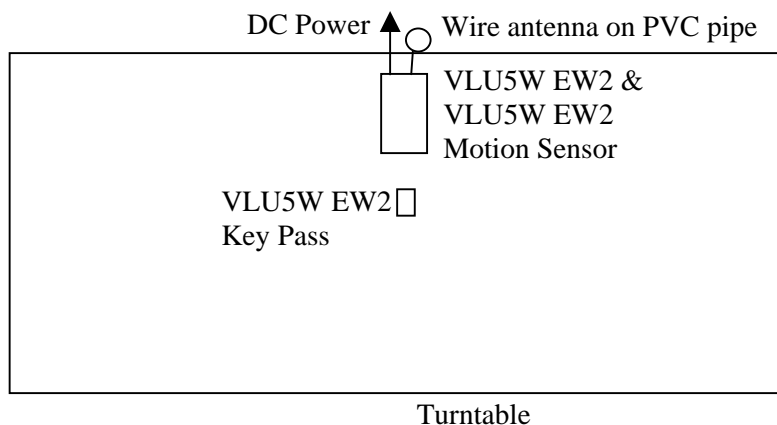 DC Power
Wire antenna on PVC pipe
VLU5W EW2 &
VLU5W EW2
Motion Sensor
VLU5W EW2
Key Pass
Turntable